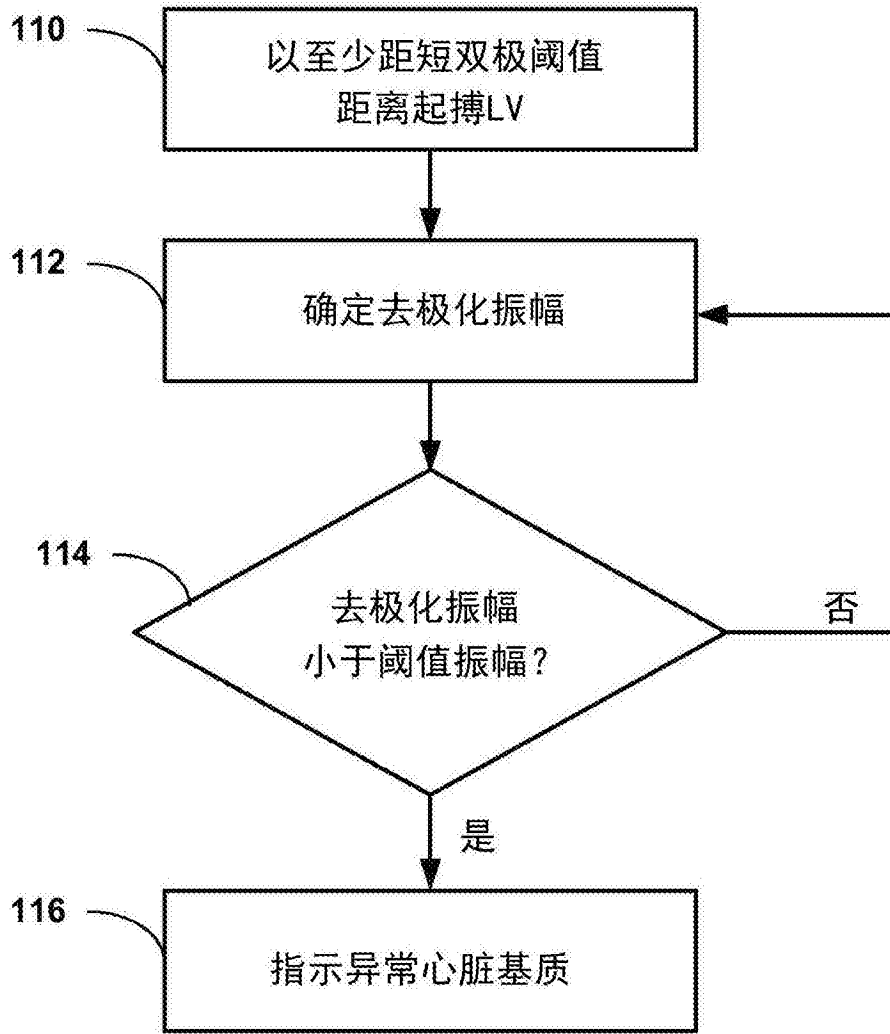 110
以至少距短双极阈值
距离起搏LV
112
确定去极化振幅
114
去极化振幅
小于阈值振幅?
否
是
116
指示异常心脏基质